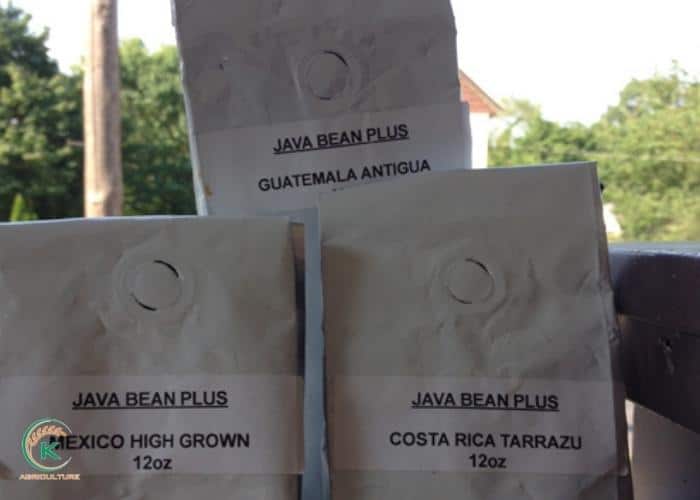 JAVA BEAN PLUS
GUATEMALA ANTIGUA
JAVA BEAN PLUS
MEXICO HIGH GROWN
12oz
JAVA BEAN PLUS
COSTA RICA TARRAZU
12oz
K
AGRICULTURE